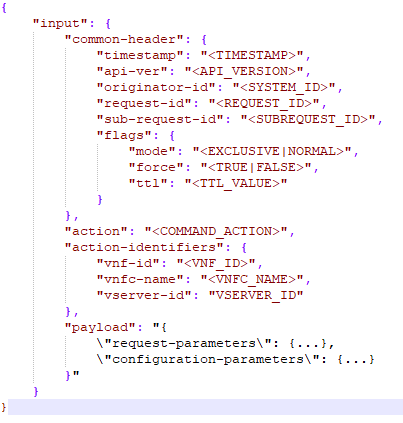 {
    "input": {
        "common-header": {
            "timestamp": "<TIMESTAMP>",
            "api-ver": "<API_VERSION>",
            "originator-id": "<SYSTEM_ID>",
            "request-id": "<REQUEST_ID>",
            "sub-request-id": "<SUBREQUEST_ID>",
            "flags": {
                "mode": "<EXCLUSIVE|NORMAL>",
                "force": "<TRUE|FALSE>",
                "ttl": "<TTL_VALUE>"
            }
        },
        "action": "<COMMAND_ACTION>",
        "action-identifiers": {
            "vnf-id": "<VNF_ID>",
            "vnfc-name": "<VNFC_NAME>",
            "vserver-id": "VSERVER_ID"
        },
        "payload": "{
            \"request-parameters\": {...},
            \"configuration-parameters\": {...}
        }"
    }
}